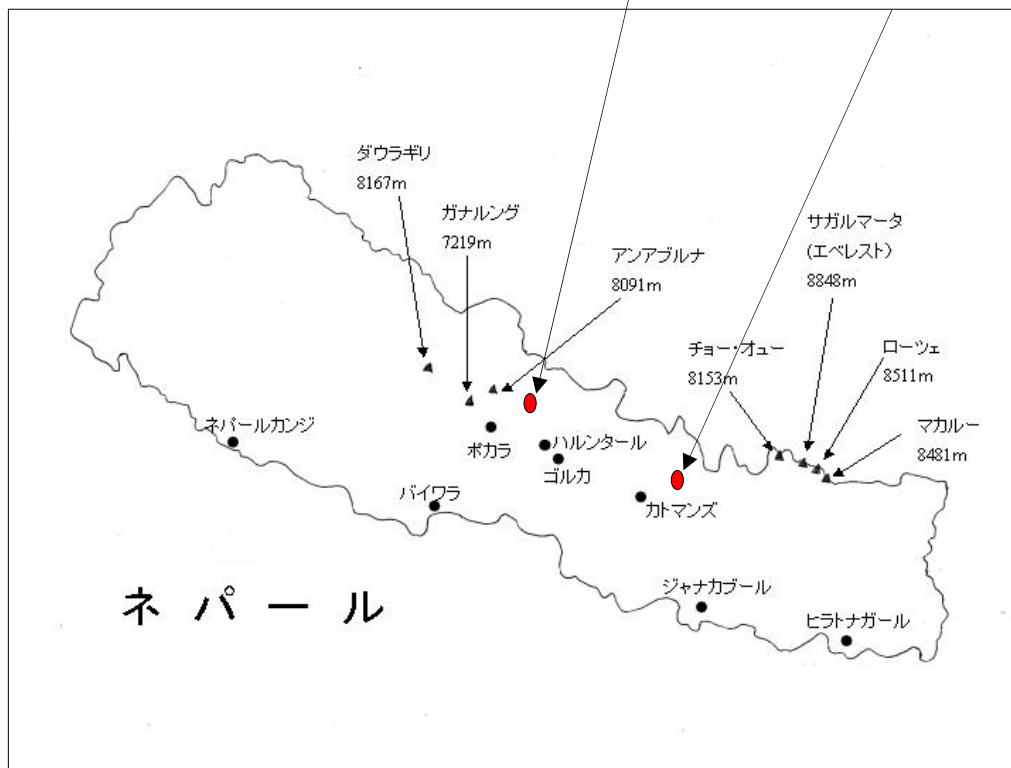 ダウラギリ
8167m
ガナルング
7219m
アンアブルナ
8091m
サガルマータ
(エベレスト)
8848m
チョー・オュー
8153m
ローツェ
8511m
マカルー
8481m
ネパールカンジ
ポカラ
ハルンタール
ゴルカ
バイワラ
カトマンズ
ジャナカブール
ヒラトナガール
ネパール